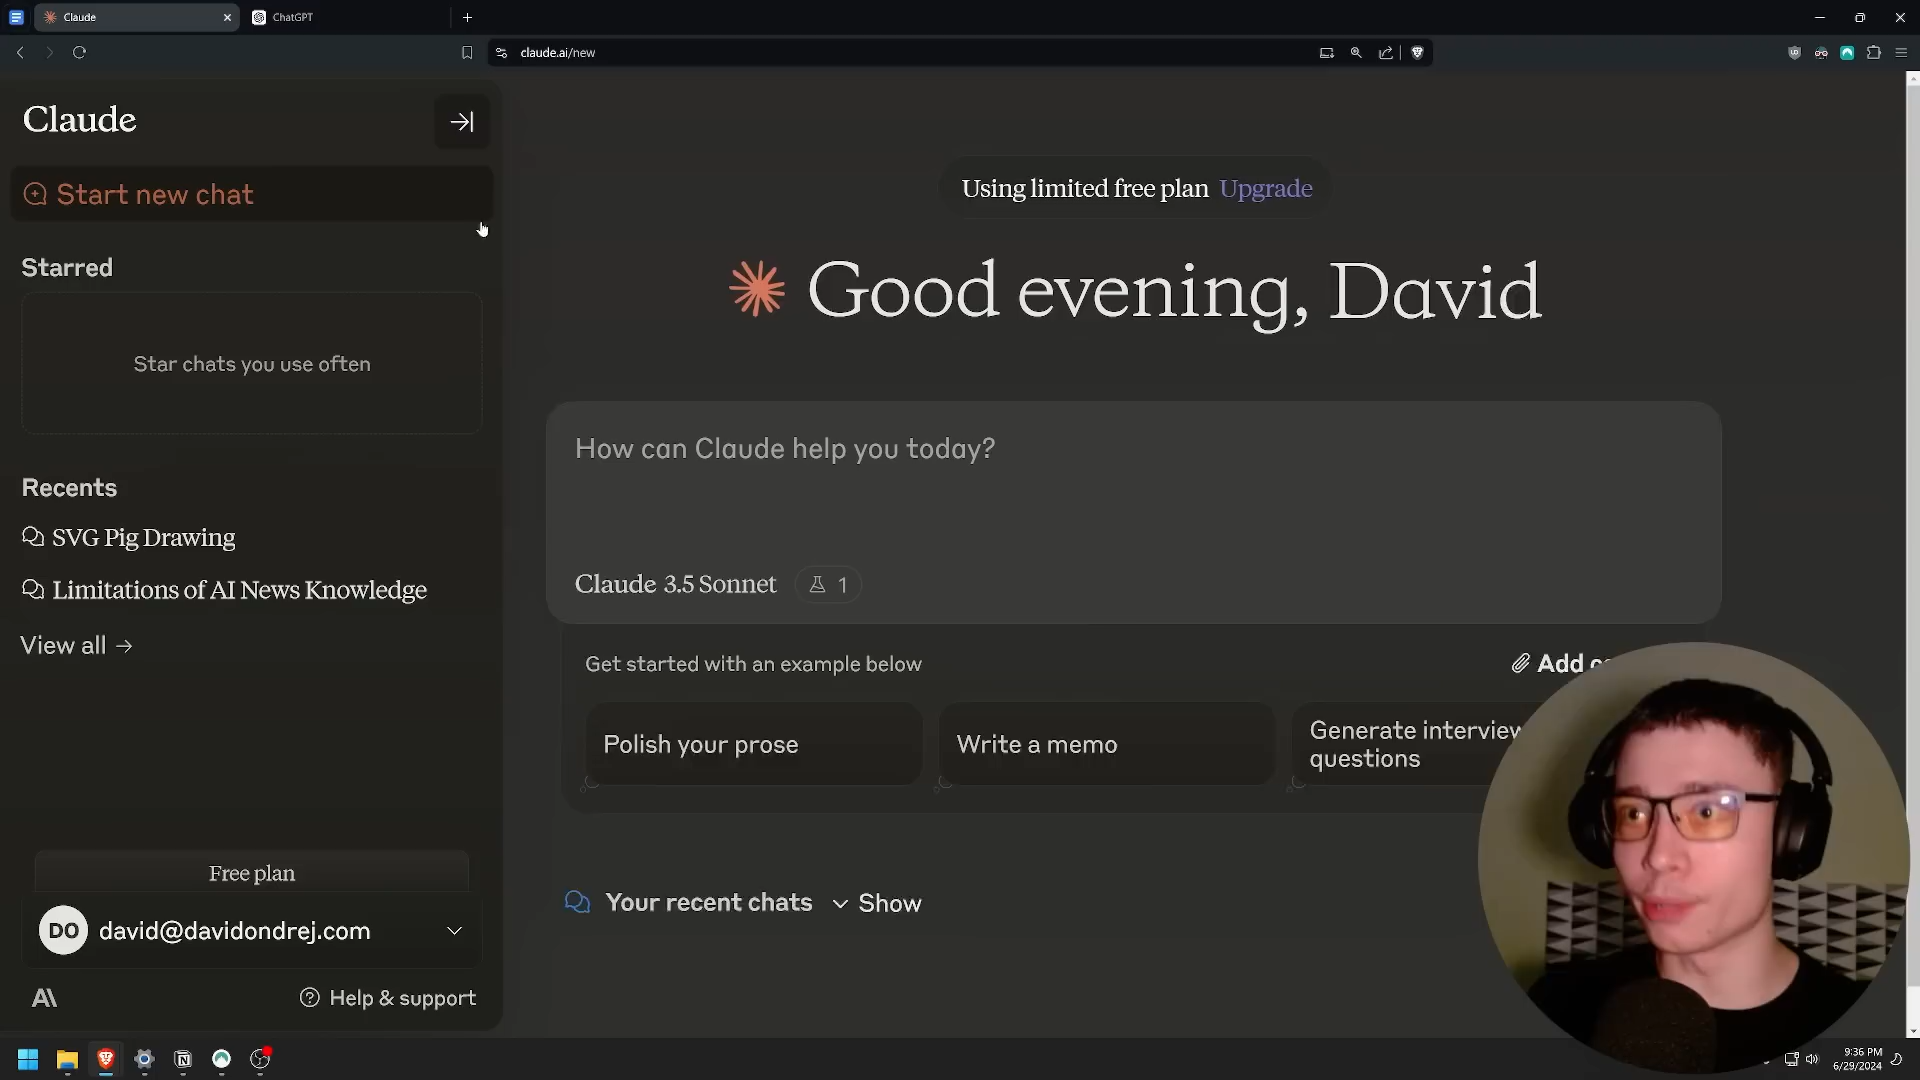 Claude
ChatGPT
claude.ai/new
Claude
Start new chat
Starred
Star chats you use often
Recents
SVG Pig Drawing
Limitations of AI News Knowledge
View all →
Free plan
DO
david@davidondrej.com
Help & support
Using limited free plan Upgrade
Good evening, David
How can Claude help you today?
Claude 3.5 Sonnet 1
Get started with an example below
Add
Polish your prose
Write a memo
Generate interview
questions
Your recent chats Show
9:36 PM
6/29/2024